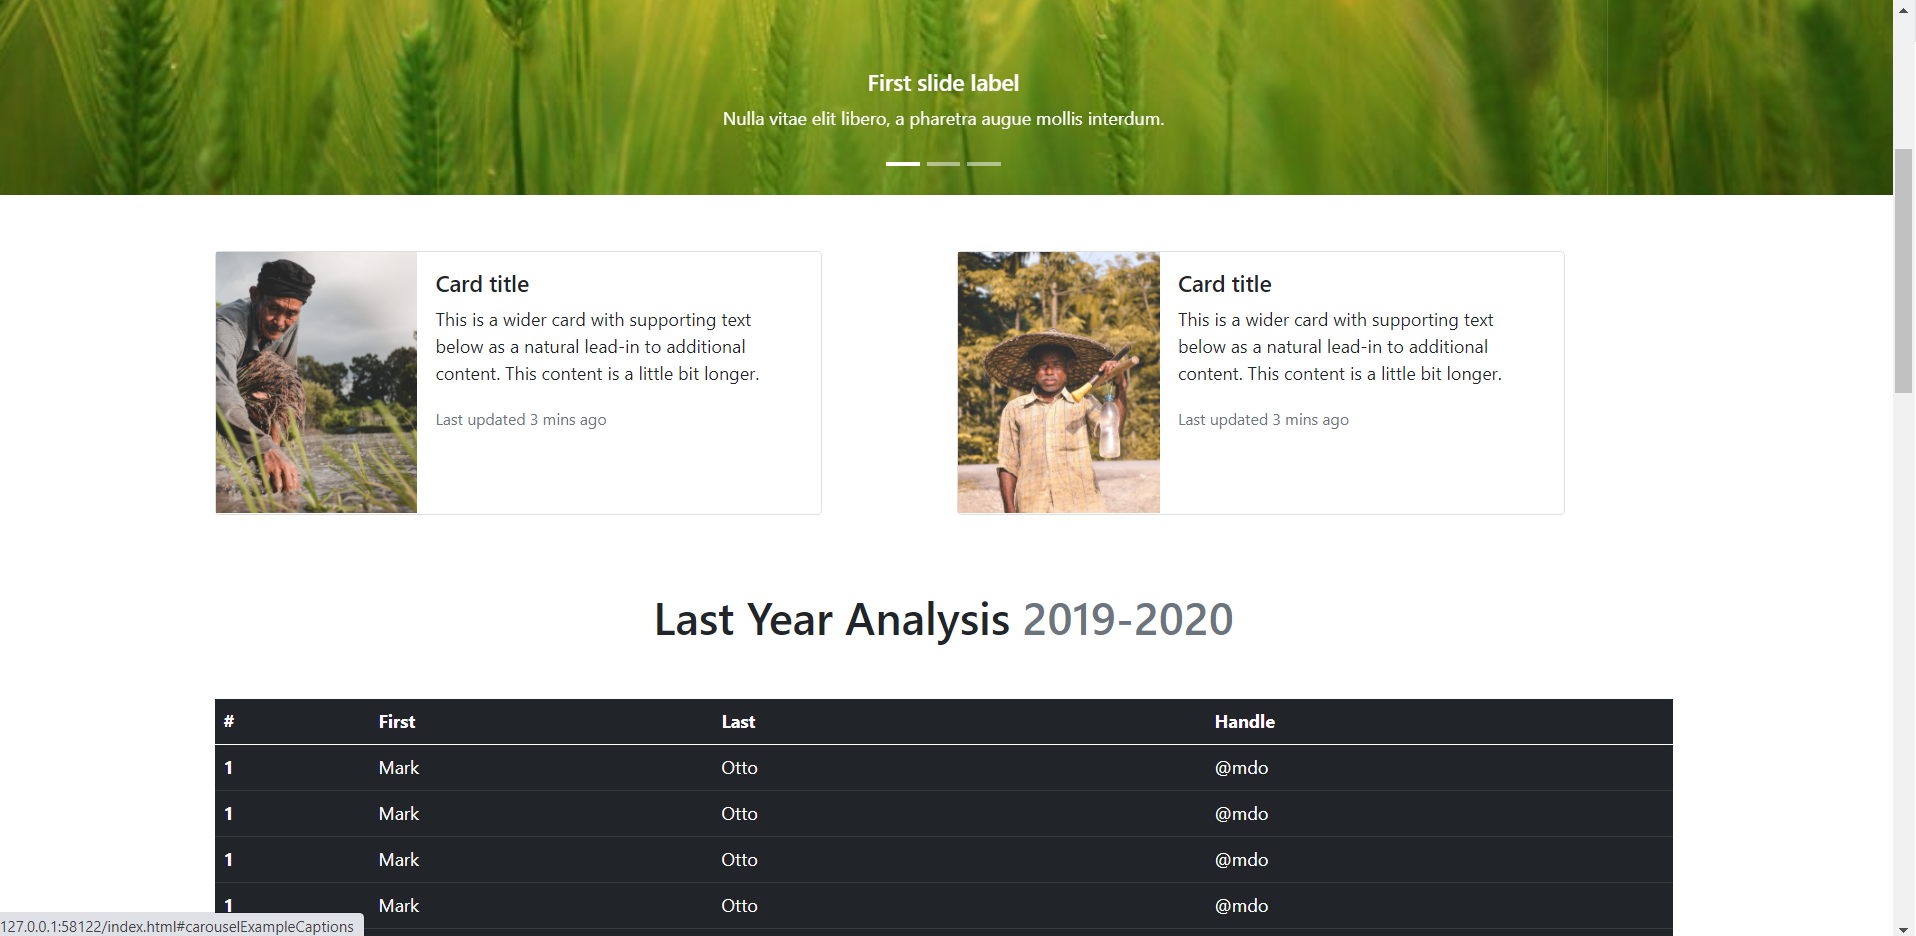 First slide label
Nulla vitae elit libero, a pharetra augue mollis interdum.
Card title
This is a wider card with supporting text
below as a natural lead-in to additional
content. This content is a little bit longer.
Last updated 3 mins ago
Card title
This is a wider card with supporting text
below as a natural lead-in to additional
content. This content is a little bit longer.
Last updated 3 mins ago
Last Year Analysis 2019-2020
# First Last Handle
1 Mark Otto @mdo
1 Mark Otto @mdo
1 Mark Otto @mdo
1 Mark Otto @mdo
127.0.0.1:58122/index.html#carouselExampleCaptions